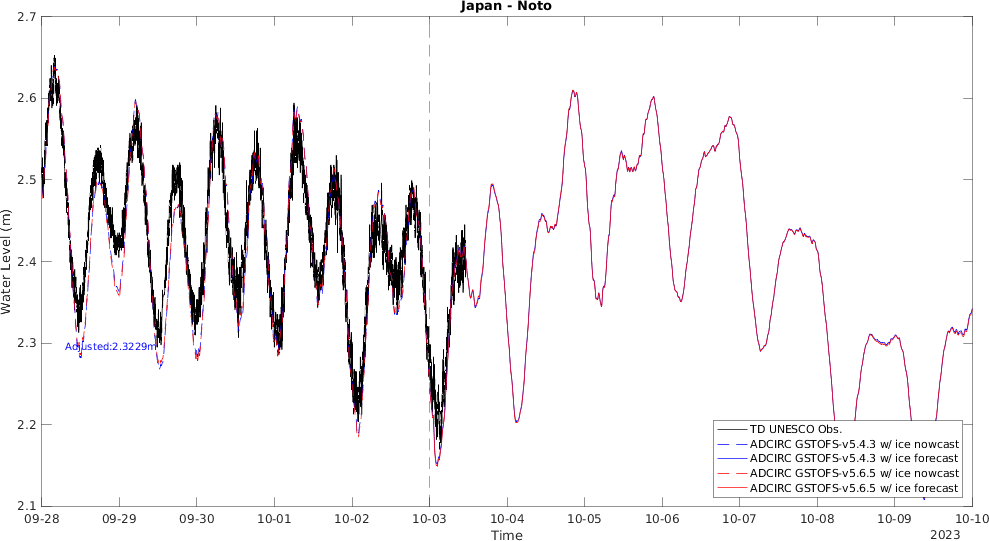 Japan - Noto
2.7
2.6
2.5
2.4
2.3
2.2
2.1
Water Level (m)
Adjusted:2.3229m
TD UNESCO Obs.
ADCIRC GSTOFS-v5.4.3 w/ ice nowcast
ADCIRC GSTOFS-v5.4.3 w/ ice forecast
ADCIRC GSTOFS-v5.6.5 w/ ice nowcast
ADCIRC GSTOFS-v5.6.5 w/ ice forecast
09-28 09-29 09-30 10-01 10-02 10-03 10-04 10-05 10-06 10-07 10-08 10-09 10-10
Time
2023